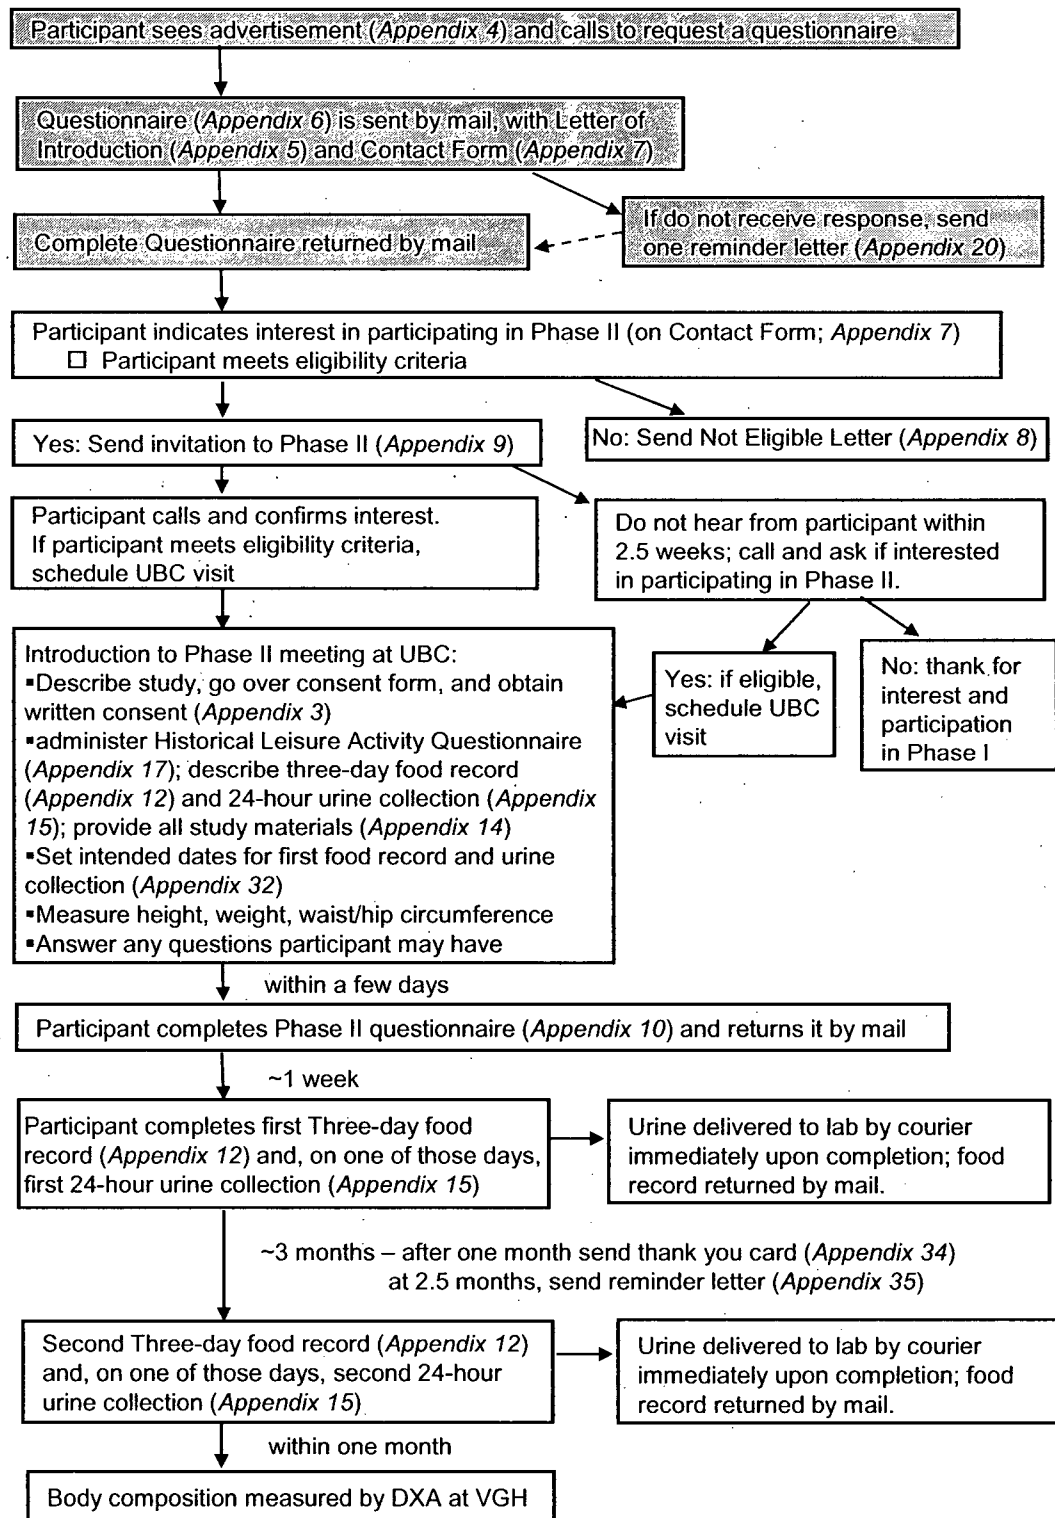 Participant sees advertisement (Appendix 4) and calls to request a questionnaire
Questionnaire (Appendix 6) is sent by mail, with Letter of
Introduction (Appendix 5) and Contact Form (Appendix 7)
If do not receive response, send
one reminder letter (Appendix 20)
Complete Questionnaire returned by mail
Participant indicates interest in participating in Phase II (on Contact Form; Appendix 7)
☐ Participant meets eligibility criteria
Yes: Send invitation to Phase II (Appendix 9)
No: Send Not Eligible Letter (Appendix 8)
Participant calls and confirms interest.
If participant meets eligibility criteria,
schedule UBC visit
Do not hear from participant within
2.5 weeks; call and ask if interested
in participating in Phase II.
Introduction to Phase II meeting at UBC:
▪Describe study, go over consent form, and obtain
written consent (Appendix 3)
▪administer Historical Leisure Activity Questionnaire
(Appendix 17); describe three-day food record
(Appendix 12) and 24-hour urine collection (Appendix
15); provide all study materials (Appendix 14)
▪Set intended dates for first food record and urine
collection (Appendix 32)
▪Measure height, weight, waist/hip circumference
▪Answer any questions participant may have
Yes: if eligible,
schedule UBC
visit
No: thank for
interest and
participation
in Phase I
within a few days
Participant completes Phase II questionnaire (Appendix 10) and returns it by mail
~1 week
Participant completes first Three-day food
record (Appendix 12) and, on one of those days,
first 24-hour urine collection (Appendix 15)
Urine delivered to lab by courier
immediately upon completion; food
record returned by mail.
~3 months – after one month send thank you card (Appendix 34)
at 2.5 months, send reminder letter (Appendix 35)
Second Three-day food record (Appendix 12)
and, on one of those days, second 24-hour
urine collection (Appendix 15)
Urine delivered to lab by courier
immediately upon completion; food
record returned by mail.
within one month
Body composition measured by DXA at VGH